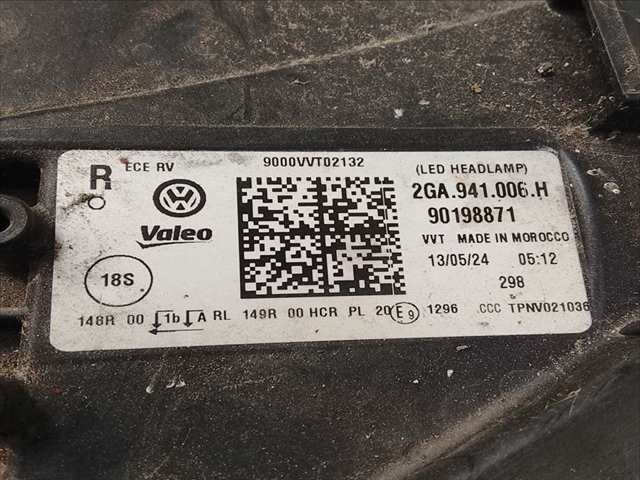 R ECE RV 9000VVT02132 (LED HEADLAMP)
2GA.941.006.H
Valeo 90198871
VVT MADE IN MOROCCO
13/05/24 05:12
18S 298
148R 00 1b A RL 149R 00 HCR PL 20 E9 1296 CCC TPNV021036